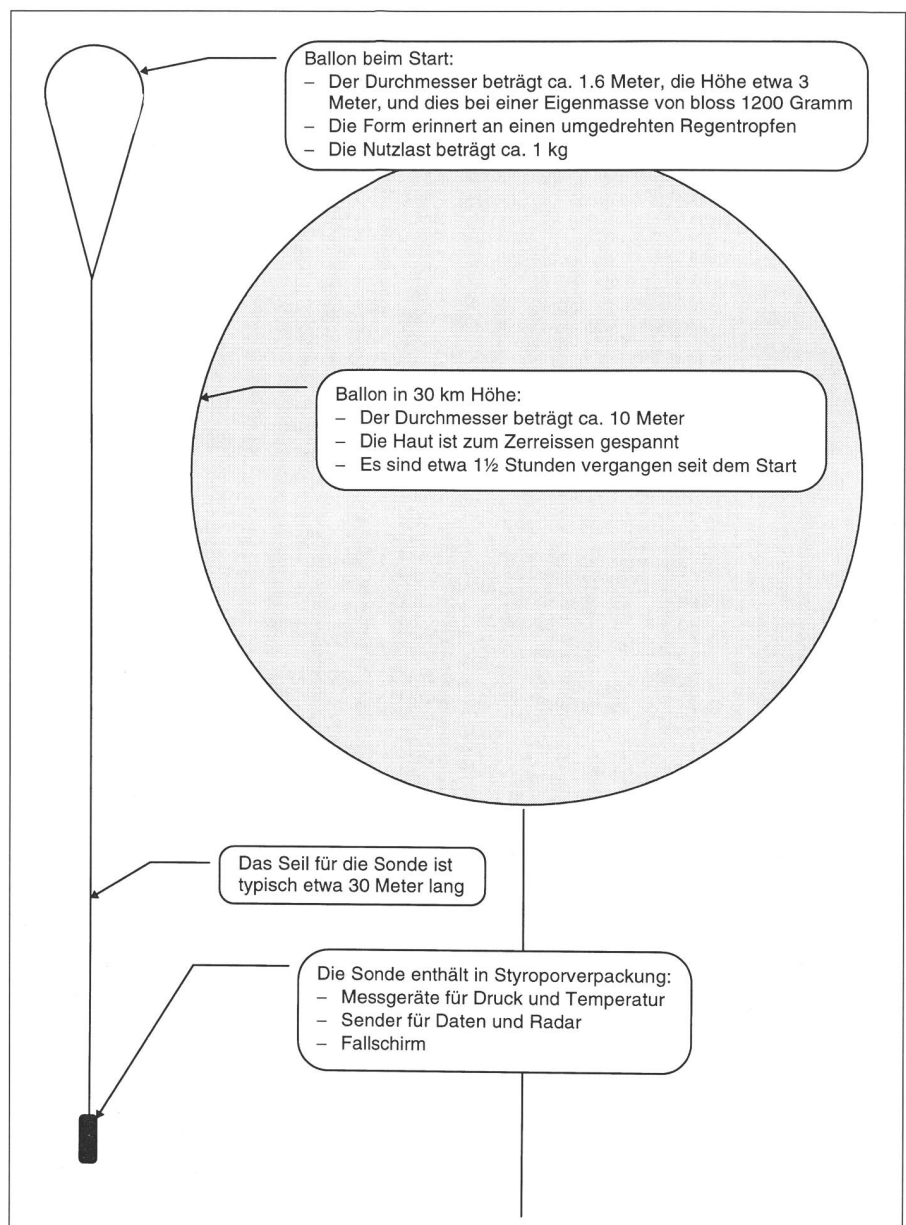 Ballon beim Start:
– Der Durchmesser beträgt ca. 1.6 Meter, die Höhe etwa 3
Meter, und dies bei einer Eigenmasse von bloss 1200 Gramm
– Die Form erinnert an einen umgedrehten Regentropfen
– Die Nutzlast beträgt ca. 1 kg
Ballon in 30 km Höhe:
– Der Durchmesser beträgt ca. 10 Meter
– Die Haut ist zum Zerreissen gespannt
– Es sind etwa 1½ Stunden vergangen seit dem Start
Das Seil für die Sonde ist
typisch etwa 30 Meter lang
Die Sonde enthält in Styroporverpackung:
– Messgeräte für Druck und Temperatur
– Sender für Daten und Radar
– Fallschirm